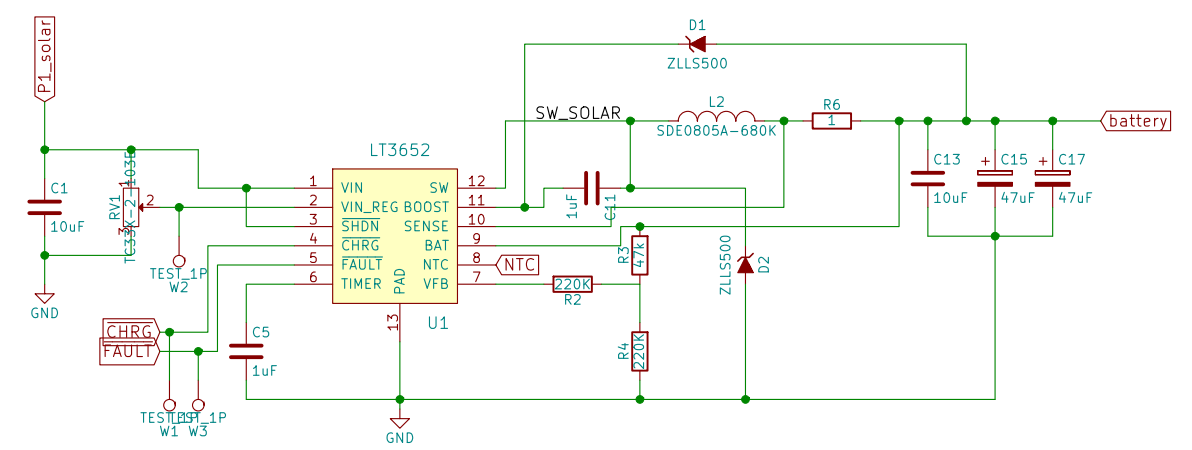 P1_solar
D1
ZLLS500
SW_SOLAR
L2
SDE0805A-680K
R6
1
battery
C1
10uF
RV1
TC33X-2-103E
1
2
3
TEST_1P
W2
GND
LT3652
1 VIN
2 VIN_REG
3 SHDN
4 CHRG
5 FAULT
6 TIMER
SW 12
BOOST 11
SENSE 10
BAT 9
NTC 8
VFB 7
PAD
13
U1
1uF
C11
NTC
220K
R2
R3
47k
R4
220K
ZLLS500
D2
C13
10uF
C15
47uF
C17
47uF
+
+
CHRG
FAULT
C5
1uF
TEST_1P
W1
TEST_1P
W3
GND